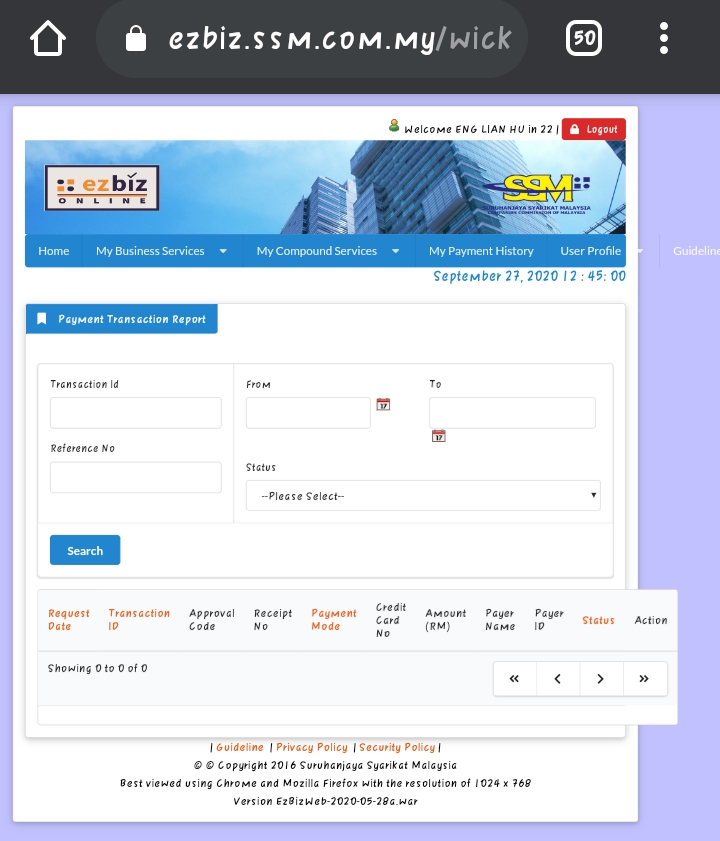 ezbiz.ssm.com.my/wick
50
Welcome ENG LIAN HU in 22 | Logout
ezbiz
ONLINE
SSM
SURUHANJAYA SYARIKAT MALAYSIA
COMPANIES COMMISSION OF MALAYSIA
Home My Business Services My Compound Services My Payment History User Profile Guideline
September 27, 2020 12 : 45: 00
Payment Transaction Report
Transaction Id From To
17
17
Reference No
Status
--Please Select--
Search
Request Transaction Approval Receipt Payment Credit Amount Payer Payer Status Action
Date ID Code No Mode Card (RM) Name ID
No
Showing 0 to 0 of 0
« ‹ › »
| Guideline | Privacy Policy | Security Policy |
© © Copyright 2016 Suruhanjaya Syarikat Malaysia
Best viewed using Chrome and Mozilla Firefox with the resolution of 1024 x 768
Version EzBizWeb-2020-05-28a.war